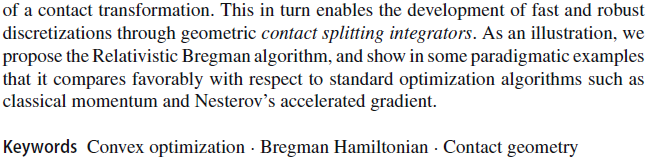 of a contact transformation. This in turn enables the development of fast and robust
discretizations through geometric contact splitting integrators. As an illustration, we
propose the Relativistic Bregman algorithm, and show in some paradigmatic examples
that it compares favorably with respect to standard optimization algorithms such as
classical momentum and Nesterov’s accelerated gradient.
Keywords Convex optimization · Bregman Hamiltonian · Contact geometry